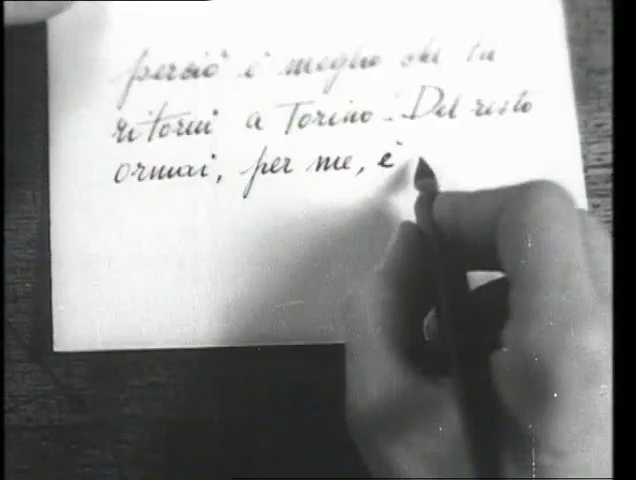 perciò è meglio che tu
ritorni a Torino. Del resto
ormai, per me, è